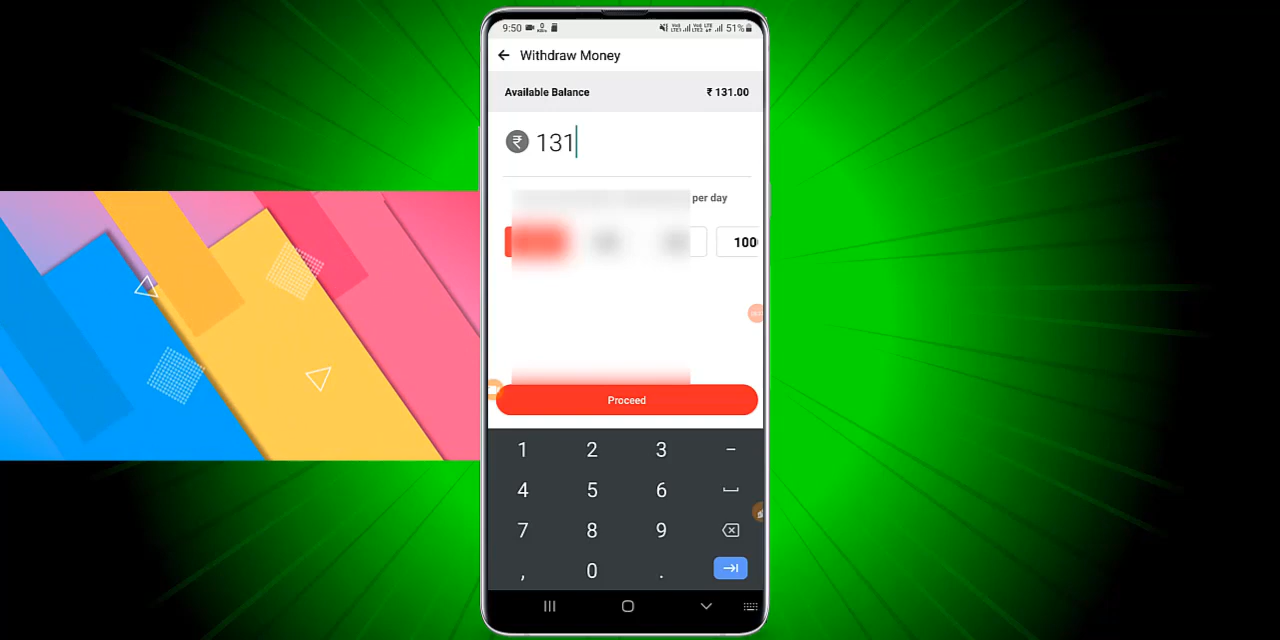 9:50
51%
Withdraw Money
Available Balance
₹ 131.00
₹ 131
per day
100
Proceed
1 2 3 -
4 5 6
7 8 9
, 0 .